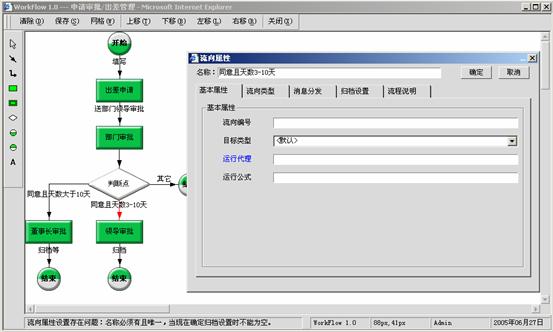 WorkFlow 1.0 --- 申请审批/出差管理 - Microsoft Internet Explorer
清除(S) 保存(S) 网格(W) 上移(T) 下移(B) 左移(L) 右移(R) 关闭(X)
开始
填写
出差申请
送部门领导审批
部门审批
判断点
其它
同意且天数大于10天
同意且天数3-10天
董事长审批
领导审批
归档等
归档
结束
结束
A
流向属性
名称: 同意且天数3-10天 确定 取消
基本属性 流向类型 消息分发 归档设置 流程说明
基本属性
流向编号
目标类型 <默认>
运行代理
运行公式
流向属性设置存在问题:名称必须有且唯一,当现在确定归档设置时不能为空。 WorkFlow 1.0 88px,41px Admin 2005年06月27日